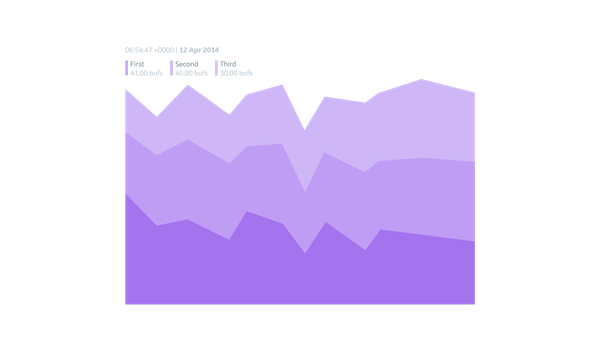 06:54:47 +0000 | 12 Apr 2014
First Second Third
41.00 bofs 40.00 bofs 30.00 bofs